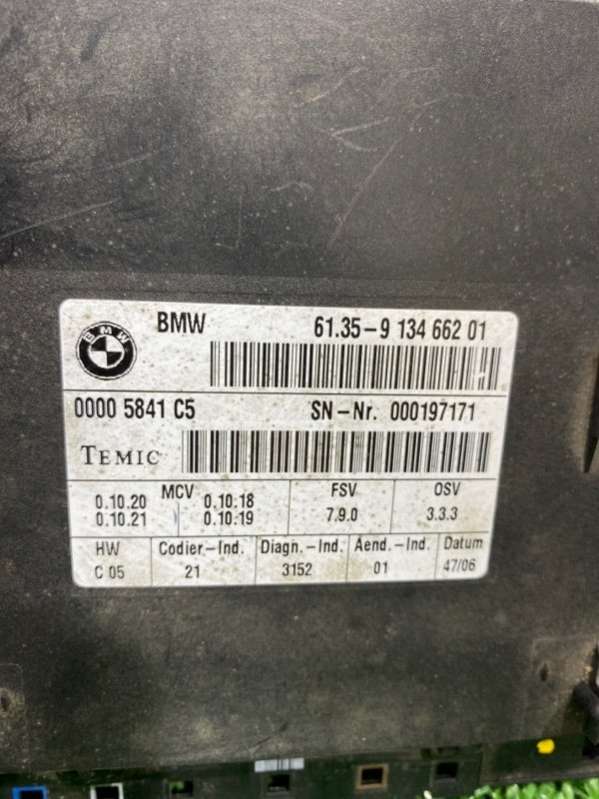 BMW 61.35-9 134 662 01
BMW
0000 5841 C5 SN-Nr. 000197171
TEMIC
MCV FSV OSV
0.10.20 0.10.18 7.9.0 3.3.3
0.10.21 0.10.19
HW Codier.-Ind. Diagn.-Ind. Aend.-Ind. Datum
C 05 21 3152 01 47/06